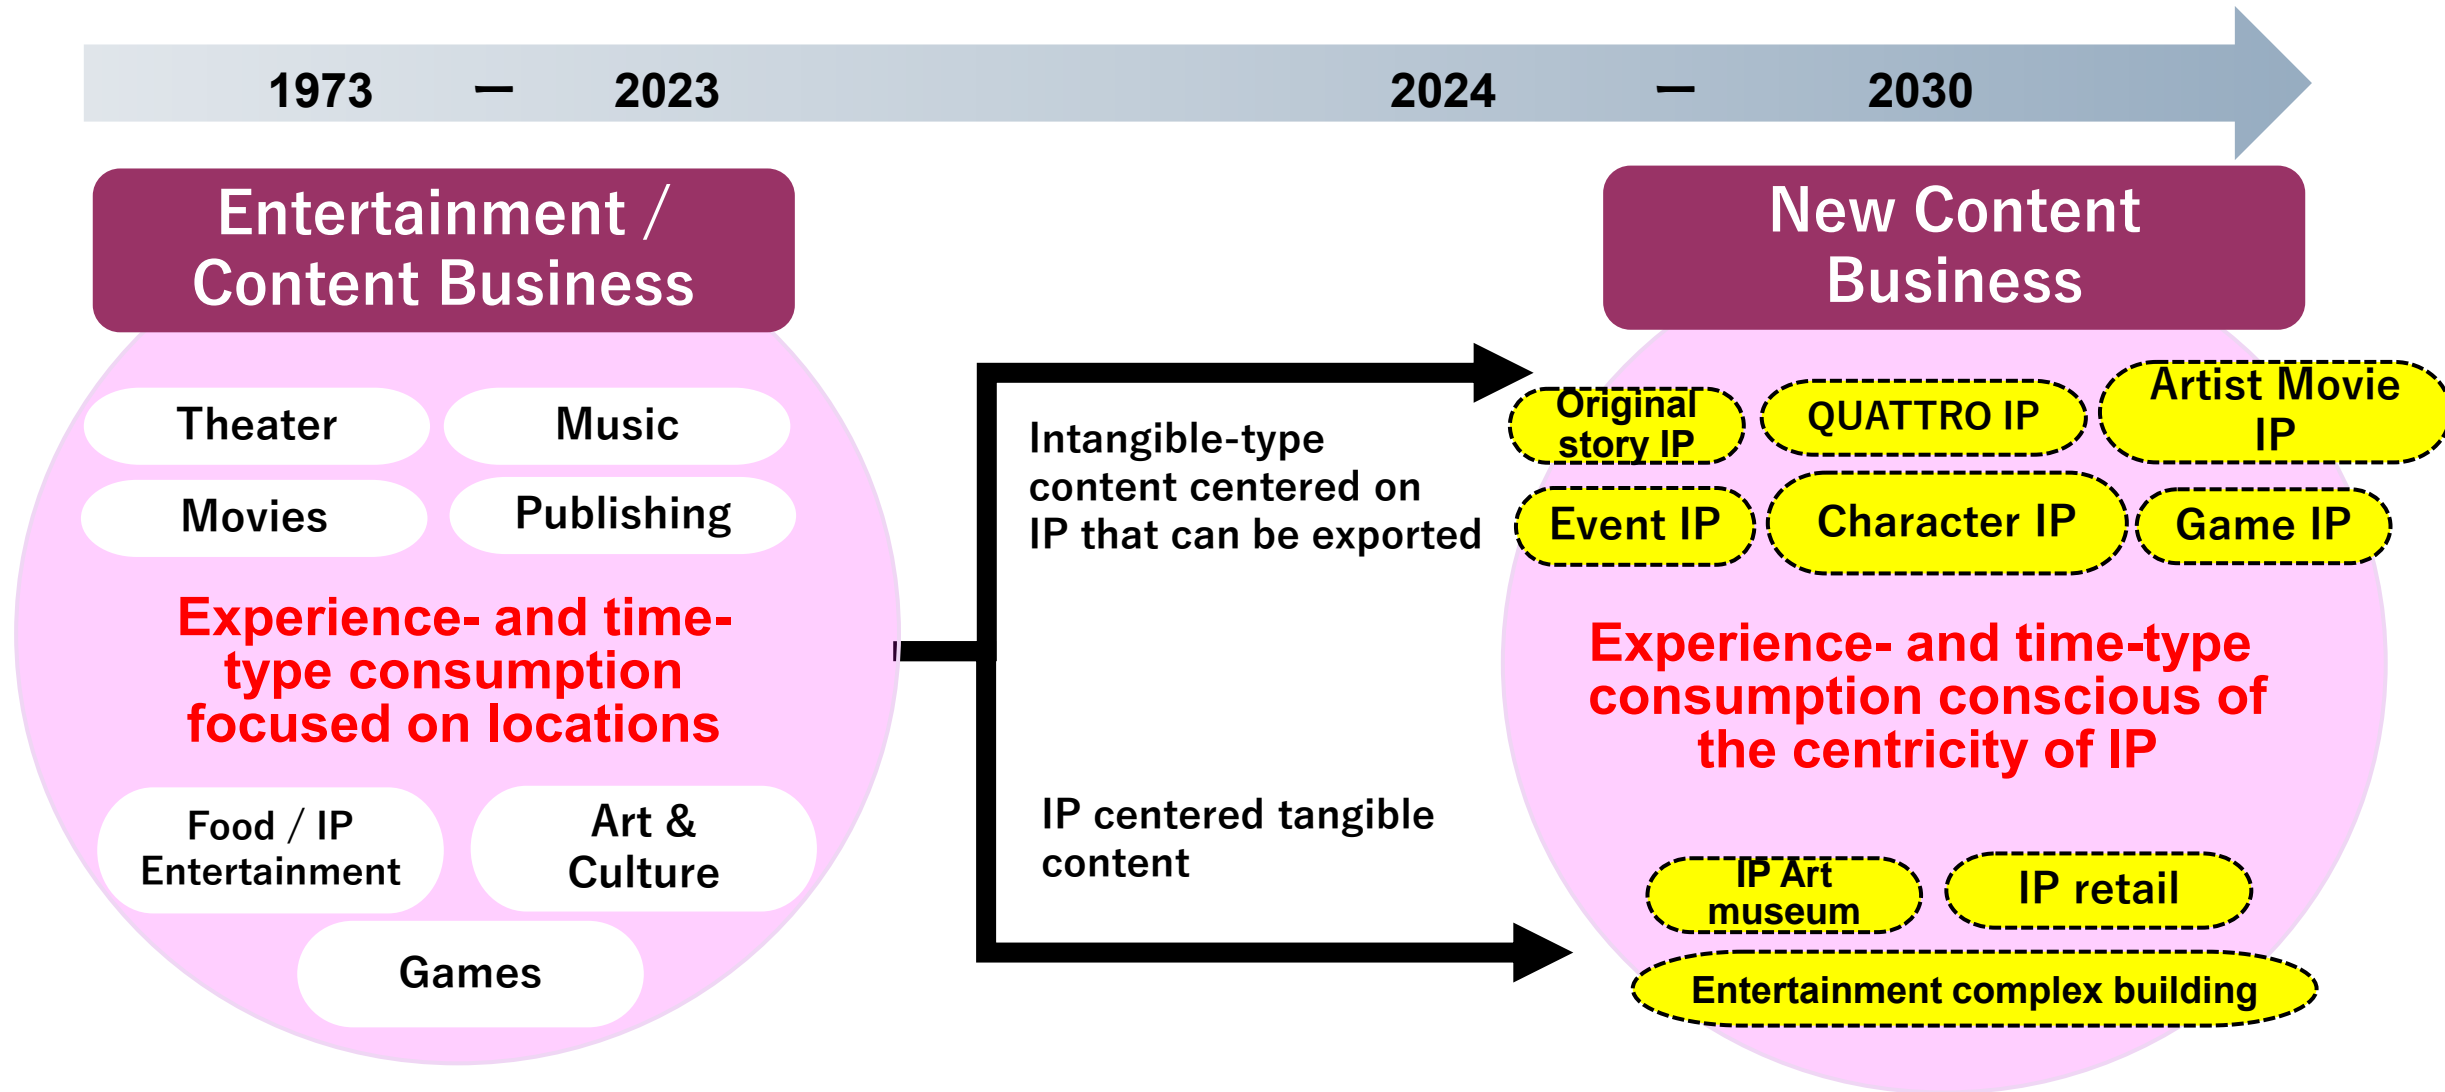 1973 － 2023
2024 － 2030
Entertainment /
Content Business
Theater
Music
Movies
Publishing
Experience- and time-
type consumption
focused on locations
Food / IP
Entertainment
Art &
Culture
Games
Intangible-type
content centered on
IP that can be exported
IP centered tangible
content
New Content
Business
Original
story IP
QUATTRO IP
Artist Movie
IP
Event IP
Character IP
Game IP
Experience- and time-type
consumption conscious of
the centricity of IP
IP Art
museum
IP retail
Entertainment complex building